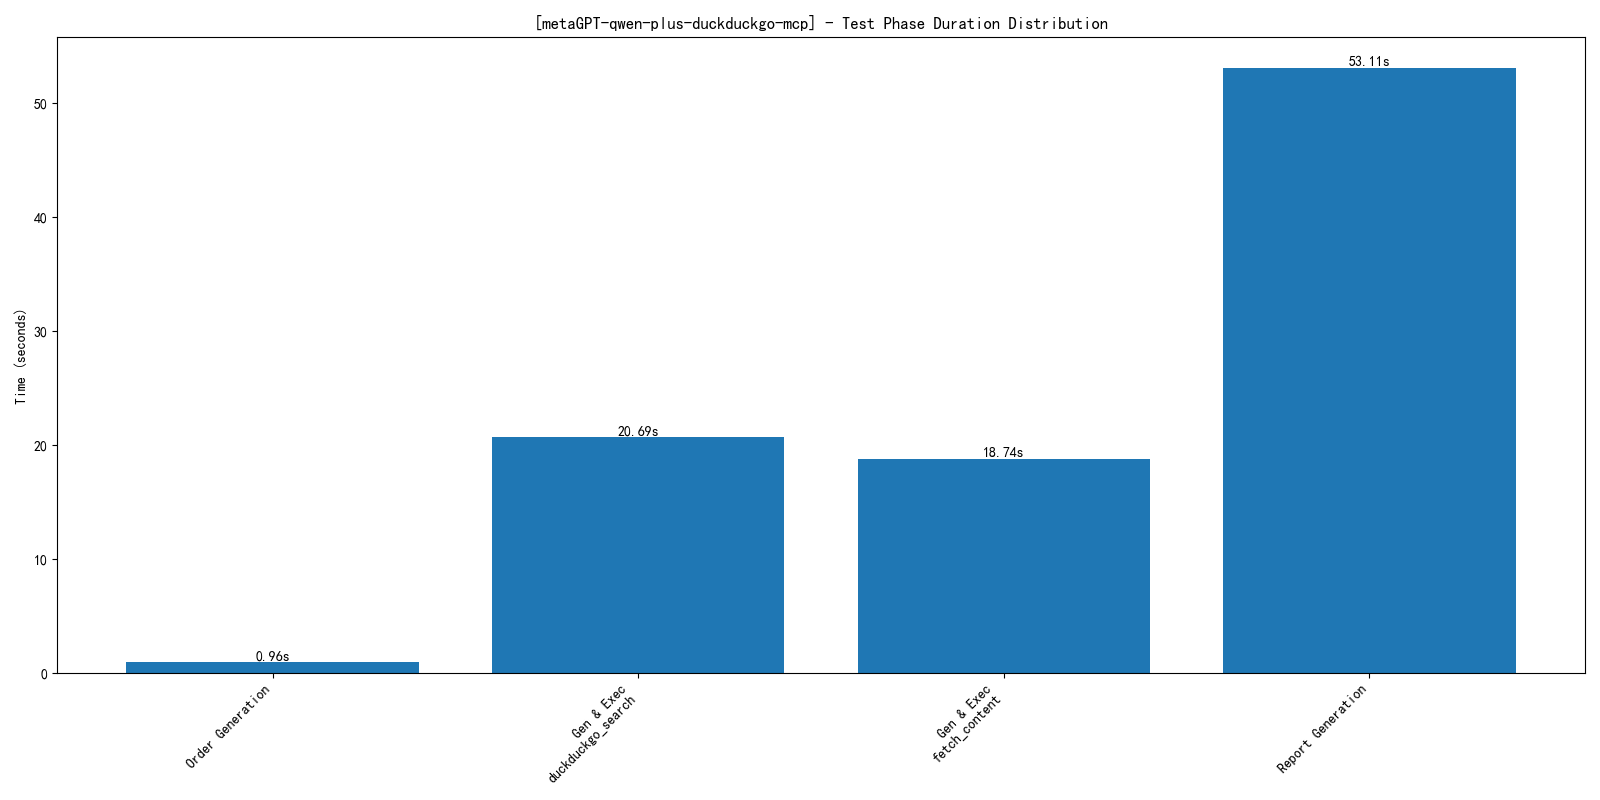 [metaGPT-qwen-plus-duckduckgo-mcp] - Test Phase Duration Distribution
Time (seconds)
50
40
30
20
10
0
0.96s
20.69s
18.74s
53.11s
Order Generation
Gen & Exec
duckduckgo_search
Gen & Exec
fetch_content
Report Generation